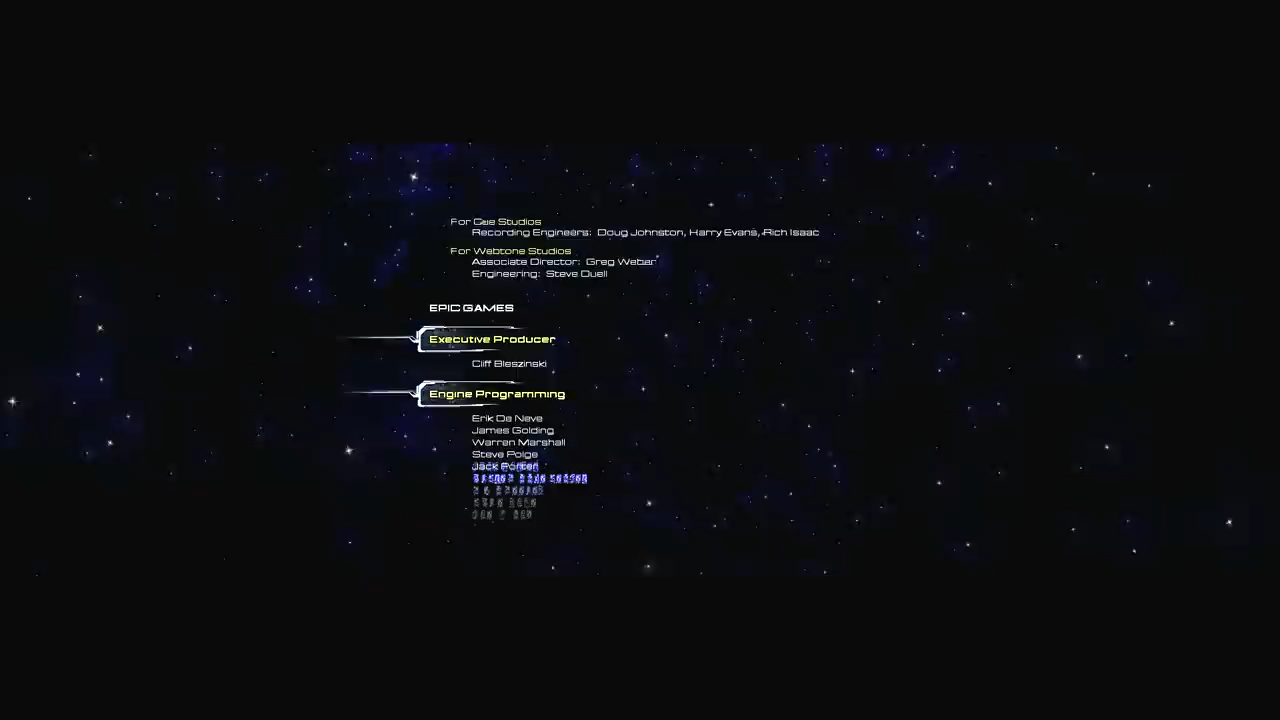 For Cue Studios
Recording Engineers: Doug Johnston, Harry Evans, Rich Isaac
For Webtone Studios
Associate Director: Greg Weber
Engineering: Steve Duell
EPIC GAMES
Executive Producer
Cliff Bleszinski
Engine Programming
Erik De Neve
James Golding
Warren Marshall
Steve Polge
Jack Porter